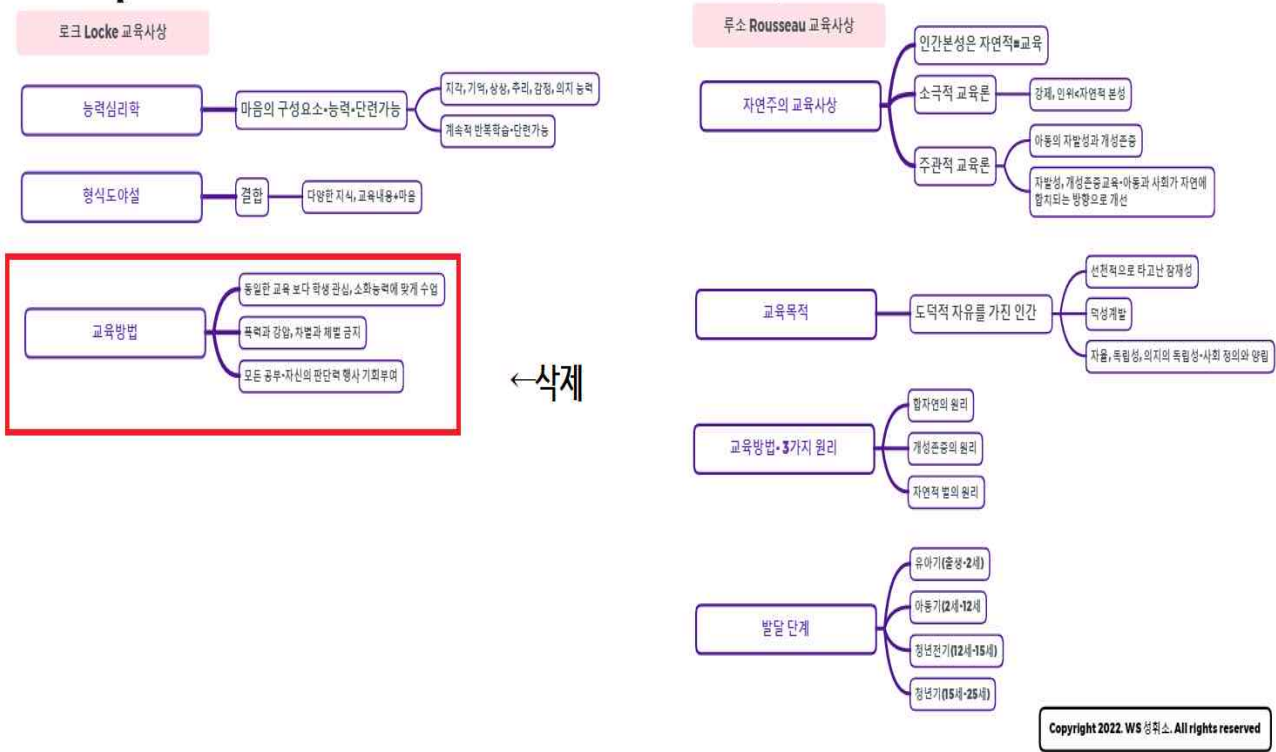 로크 Locke 교육사상
능력심리학
마음의 구성요소•능력•단련가능
지각, 기억, 상상, 추리, 감정, 의지 능력
계속적 반복학습•단련가능
형식도야설
결합
다양한 지식, 교육내용+마음
교육방법
동일한 교육 보다 학생 관심, 소화능력에 맞게 수업
폭력과 강압, 차별과 체벌 금지
모든 공부•자신의 판단력 행사 기회부여
←삭제
루소 Rousseau 교육사상
자연주의 교육사상
인간본성은 자연적=교육
소극적 교육론
강제, 인위<자연적 본성
주관적 교육론
아동의 자발성과 개성존중
자발성, 개성존중교육•아동과 사회가 자연에
합치되는 방향으로 개선
교육목적
도덕적 자유를 가진 인간
선천적으로 타고난 잠재성
덕성계발
자율, 독립성, 의지의 독립성•사회 정의와 양립
교육방법• 3가지 원리
합자연의 원리
개성존중의 원리
자연적 벌의 원리
발달 단계
유아기(출생•2세)
아동기(2세•12세
청년전기(12세•15세)
청년기(15세•25세)
Copyright 2022. WS 성취소. All rights reserved